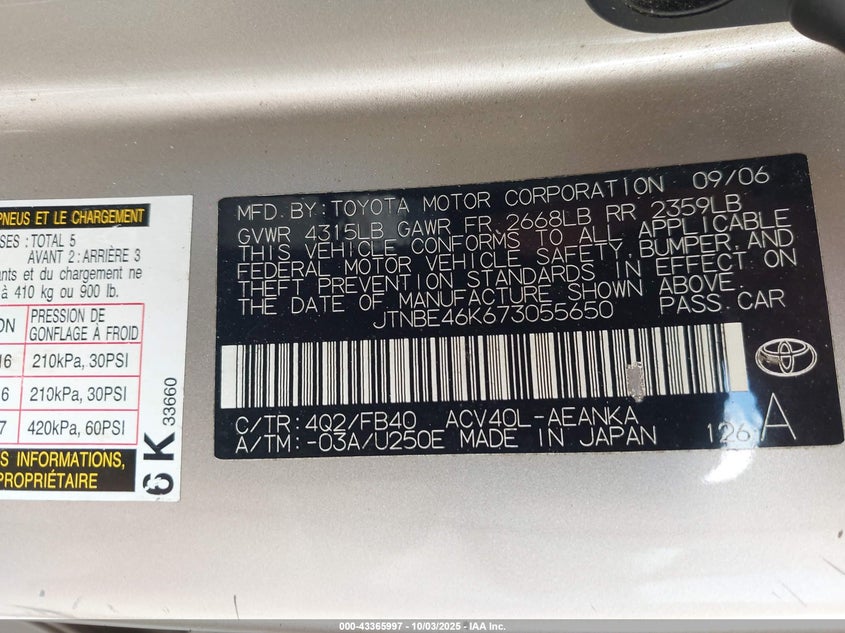 PNEUS ET LE CHARGEMENT
SES : TOTAL 5
AVANT 2 : ARRIÈRE 3
ants et du chargement ne
à 410 kg ou 900 lb.
ON PRESSION DE
GONFLAGE À FROID
16 210kPa, 30PSI
6 210kPa, 30PSI
7 420kPa, 60PSI
S INFORMATIONS,
PROPRIÉTAIRE
6K 33660
MFD. BY: TOYOTA MOTOR CORPORATION 09/06
GVWR 4315LB GAWR FR 2668LB RR 2359LB
THIS VEHICLE CONFORMS TO ALL APPLICABLE
FEDERAL MOTOR VEHICLE SAFETY, BUMPER, AND
THEFT PREVENTION STANDARDS IN EFFECT ON
THE DATE OF MANUFACTURE SHOWN ABOVE.
JTNBE46K673055650 PASS. CAR
C/TR: 4Q2/FB40 ACV40L-AEANKA
A/TM: -03A/U250E MADE IN JAPAN 126 A
000-43365997 - 10/03/2025 - IAA Inc.